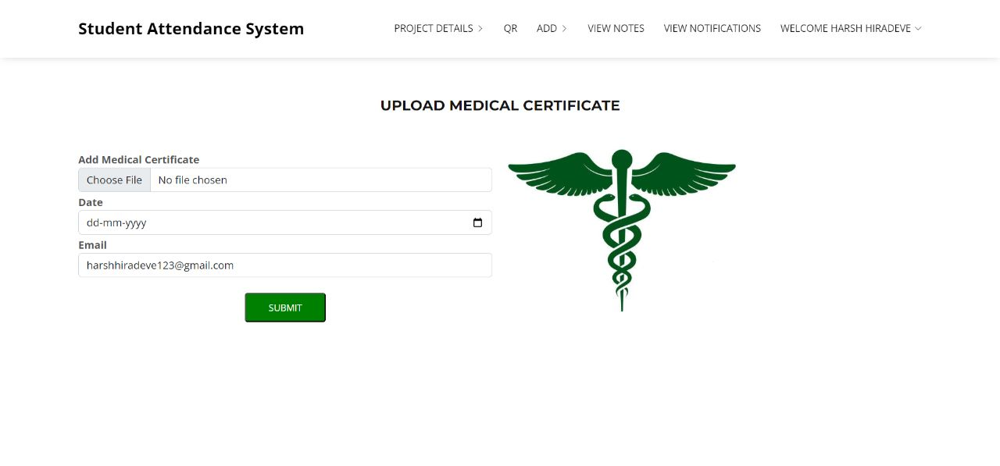 Student Attendance System PROJECT DETAILS QR ADD VIEW NOTES VIEW NOTIFICATIONS WELCOME HARSH HIRADEVE
UPLOAD MEDICAL CERTIFICATE
Add Medical Certificate
Choose File No file chosen
Date
dd-mm-yyyy
Email
harshhiradeve123@gmail.com
SUBMIT